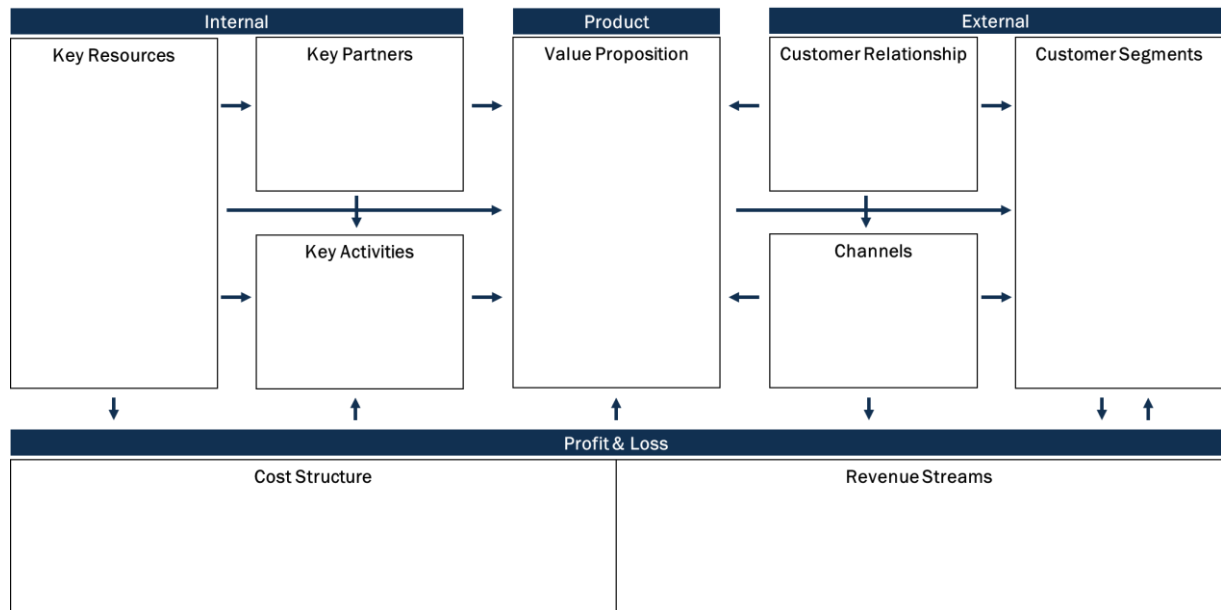 Internal
Product
External
Key Resources
Key Partners
Value Proposition
Customer Relationship
Customer Segments
Key Activities
Channels
Profit & Loss
Cost Structure
Revenue Streams